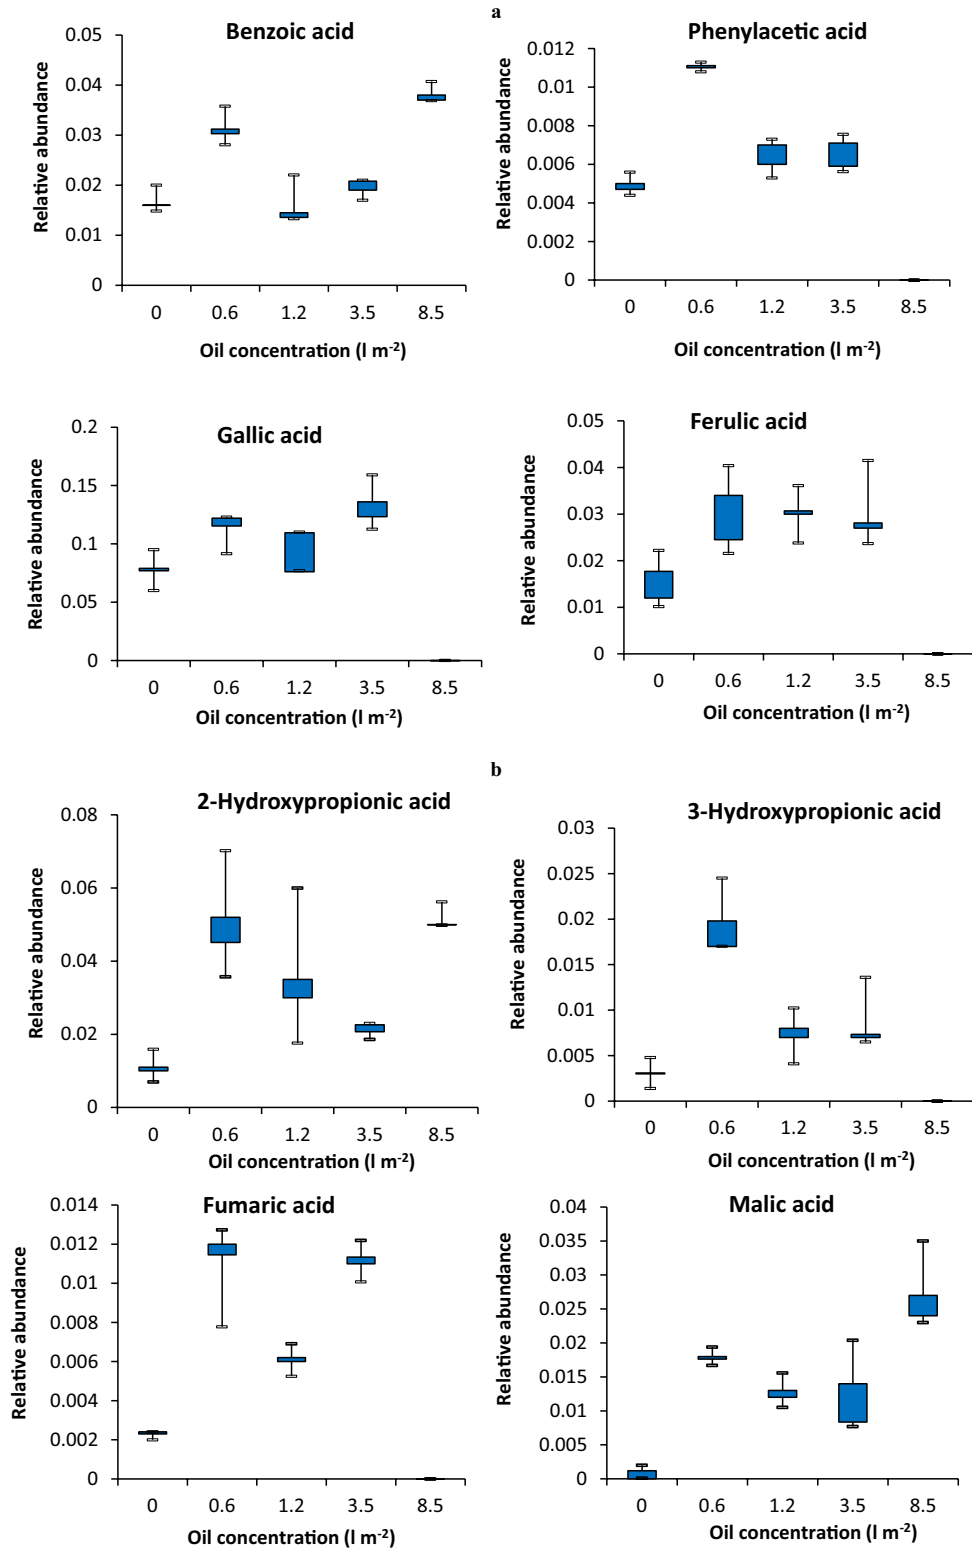 a
Benzoic acid
Relative abundance
0.05
0.04
0.03
0.02
0.01
0
0 0.6 1.2 3.5 8.5
Oil concentration (l m-2)
Phenylacetic acid
Relative abundance
0.012
0.01
0.008
0.006
0.004
0.002
0
0 0.6 1.2 3.5 8.5
Oil concentration (l m-2)
Gallic acid
Relative abundance
0.2
0.15
0.1
0.05
0
0 0.6 1.2 3.5 8.5
Oil concentration (l m-2)
Ferulic acid
Relative abundance
0.05
0.04
0.03
0.02
0.01
0
0 0.6 1.2 3.5 8.5
Oil concentration (l m-2)
b
2-Hydroxypropionic acid
Relative abundance
0.08
0.06
0.04
0.02
0
0 0.6 1.2 3.5 8.5
Oil concentration (l m-2)
3-Hydroxypropionic acid
Relative abundance
0.03
0.025
0.02
0.015
0.01
0.005
0
0 0.6 1.2 3.5 8.5
Oil concentration (l m-2)
Fumaric acid
Relative abundance
0.014
0.012
0.01
0.008
0.006
0.004
0.002
0
0 0.6 1.2 3.5 8.5
Oil concentration (l m-2)
Malic acid
Relative abundance
0.04
0.035
0.03
0.025
0.02
0.015
0.01
0.005
0
0 0.6 1.2 3.5 8.5
Oil concentration (l m-2)